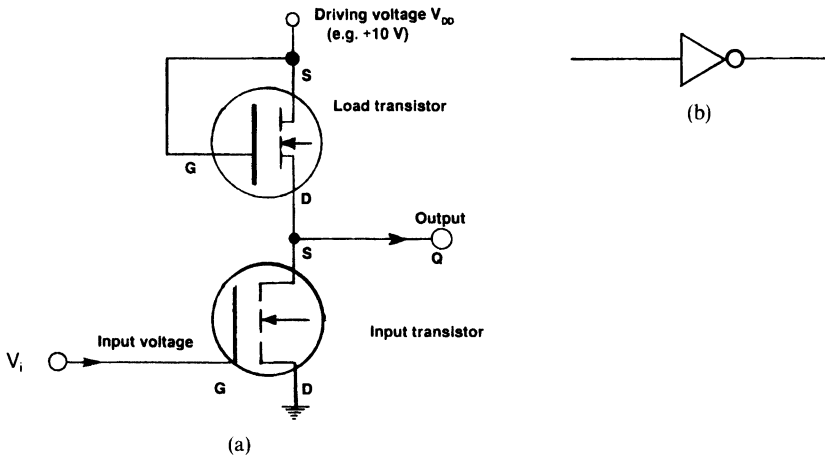 Driving voltage V_DD
(e.g. +10 V)
S
Load transistor
G
D
Output
S
Q
Input voltage
Input transistor
V_i
G
D
(a)
(b)